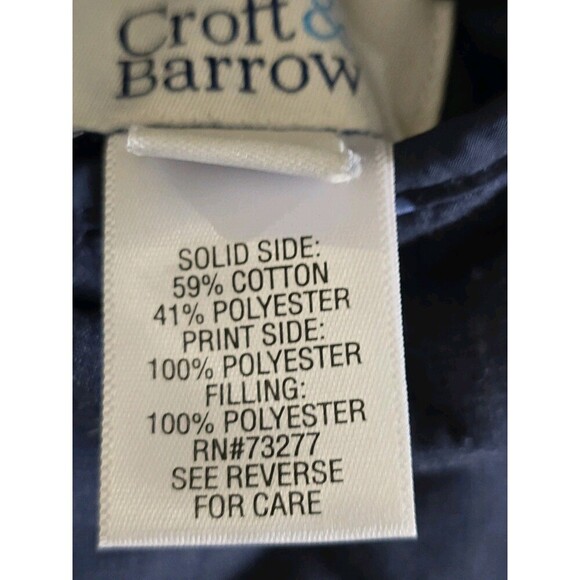 Croft &
Barrow
SOLID SIDE:
59% COTTON
41% POLYESTER
PRINT SIDE:
100% POLYESTER
FILLING:
100% POLYESTER
RN#73277
SEE REVERSE
FOR CARE